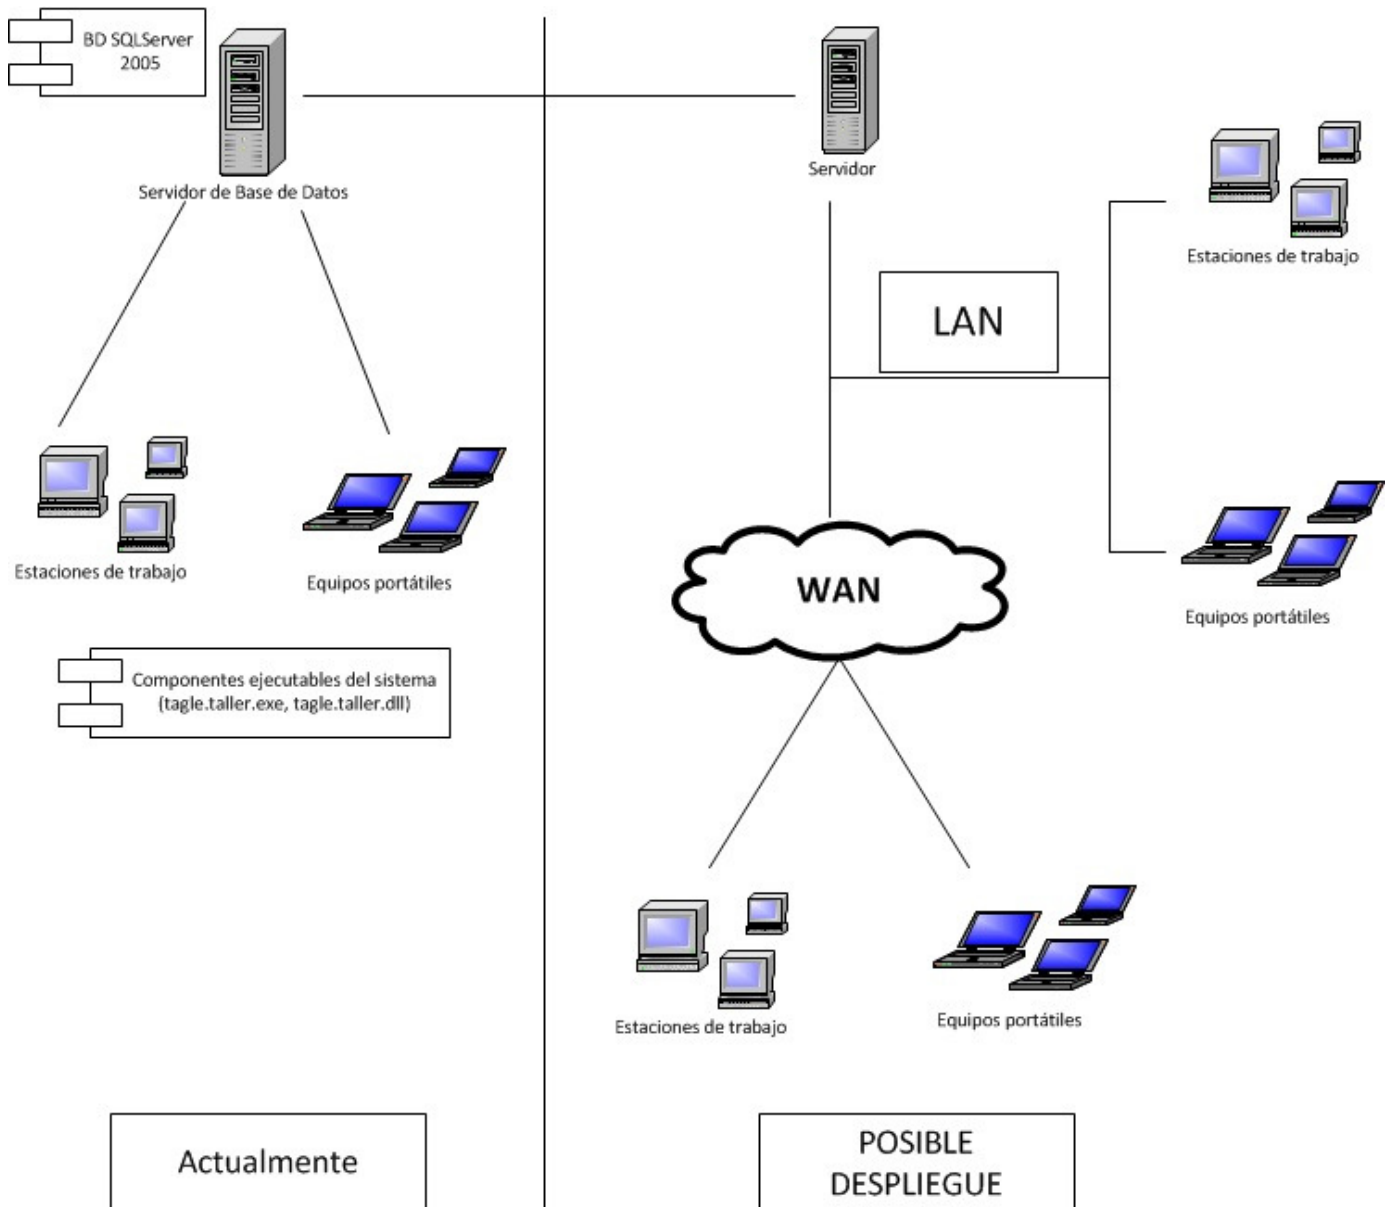 BD SQLServer
2005
Servidor de Base de Datos
Servidor
Estaciones de trabajo
LAN
Equipos portátiles
WAN
Estaciones de trabajo
Equipos portátiles
Componentes ejecutables del sistema
(tagle.taller.exe, tagle.taller.dll)
Estaciones de trabajo
Equipos portátiles
Actualmente
POSIBLE
DESPLIEGUE